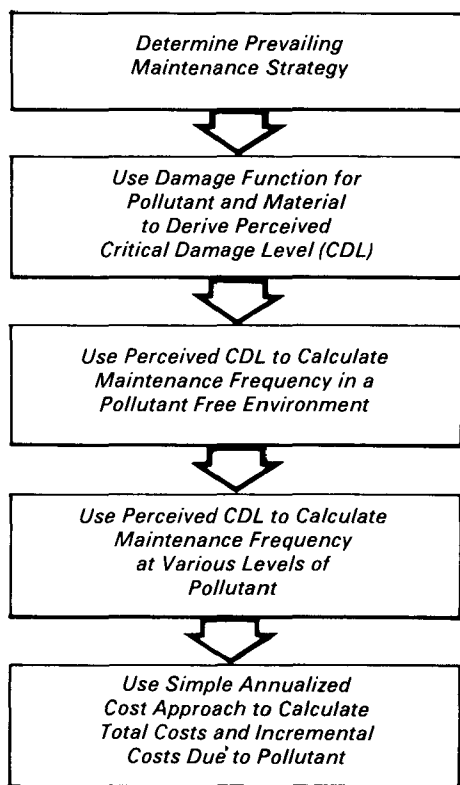 Determine Prevailing
Maintenance Strategy
Use Damage Function for
Pollutant and Material
to Derive Perceived
Critical Damage Level (CDL)
Use Perceived CDL to Calculate
Maintenance Frequency in a
Pollutant Free Environment
Use Perceived CDL to Calculate
Maintenance Frequency
at Various Levels of
Pollutant
Use Simple Annualized
Cost Approach to Calculate
Total Costs and Incremental
Costs Due to Pollutant